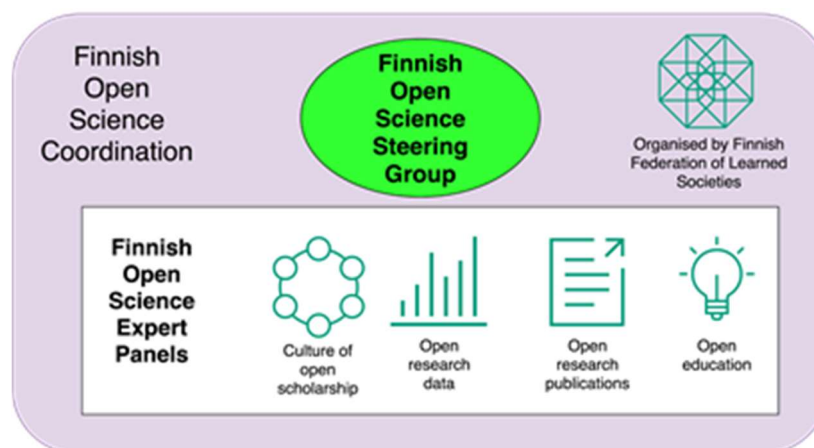 Finnish
Open
Science
Coordination
Finnish
Open
Science
Steering
Group
Organised by Finnish
Federation of Learned
Societies
Finnish
Open
Science
Expert
Panels
Culture of
open
scholarship
Open
research
data
Open
research
publications
Open
education